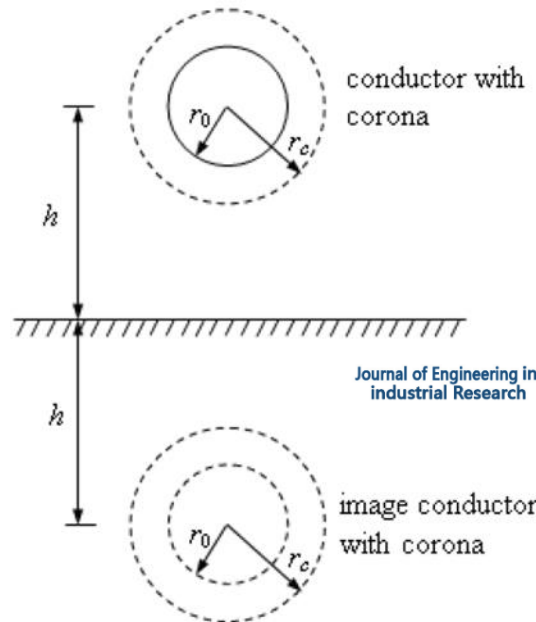 conductor with
corona
r0
rc
h
Journal of Engineering in
industrial Research
h
image conductor
with corona
r0
rc